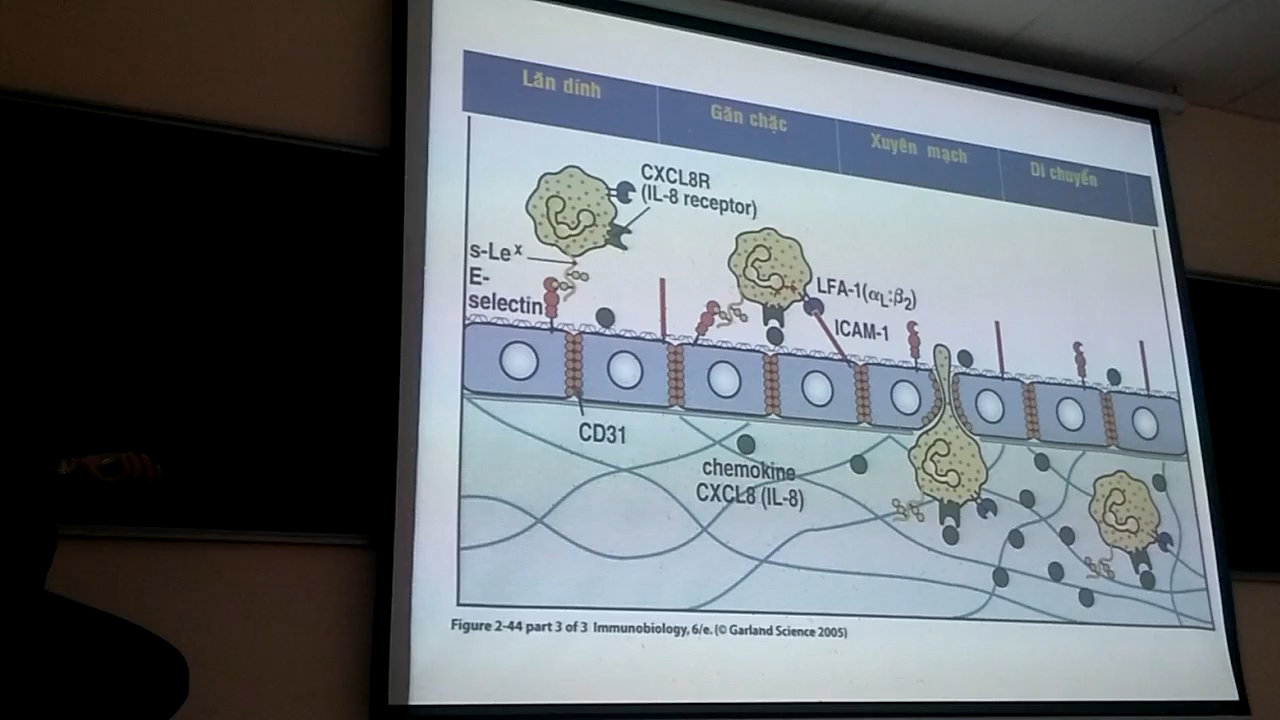 Lăn dính
Gắn chặc
Xuyên mạch
Di chuyển
CXCL8R
(IL-8 receptor)
s-Leˣ
E-
selectin
LFA-1(αL:β2)
ICAM-1
CD31
chemokine
CXCL8 (IL-8)
Figure 2-44 part 3 of 3 Immunobiology, 6/e. (© Garland Science 2005)